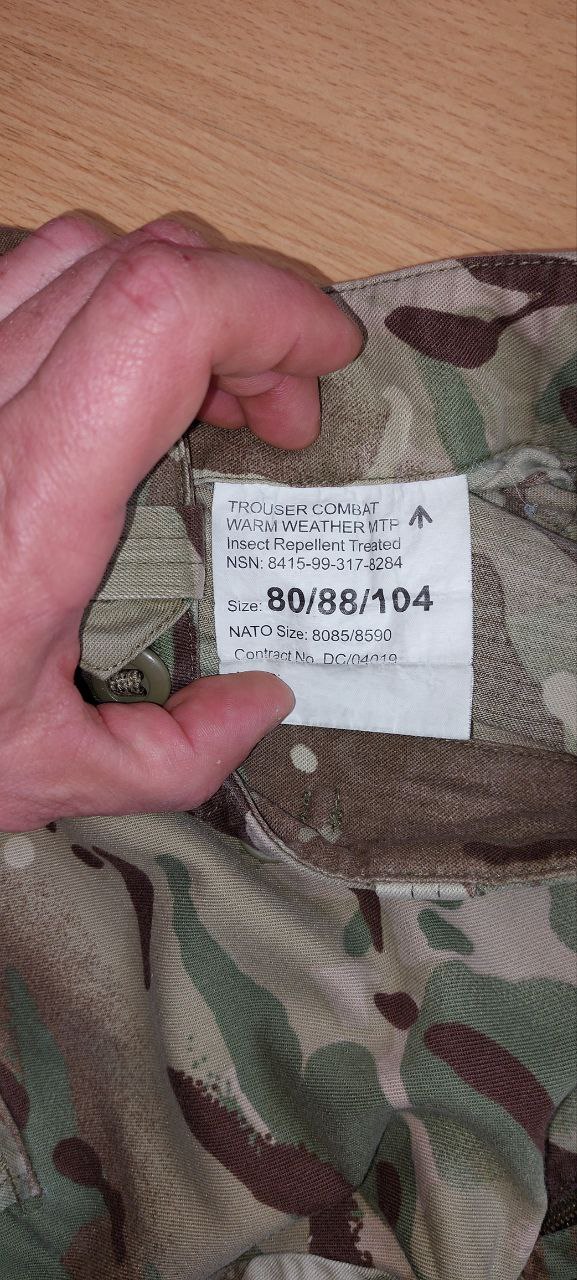 TROUSER COMBAT
WARM WEATHER MTP
Insect Repellent Treated
NSN: 8415-99-317-8284
Size: 80/88/104
NATO Size: 8085/8590
Contract No. DC/04019